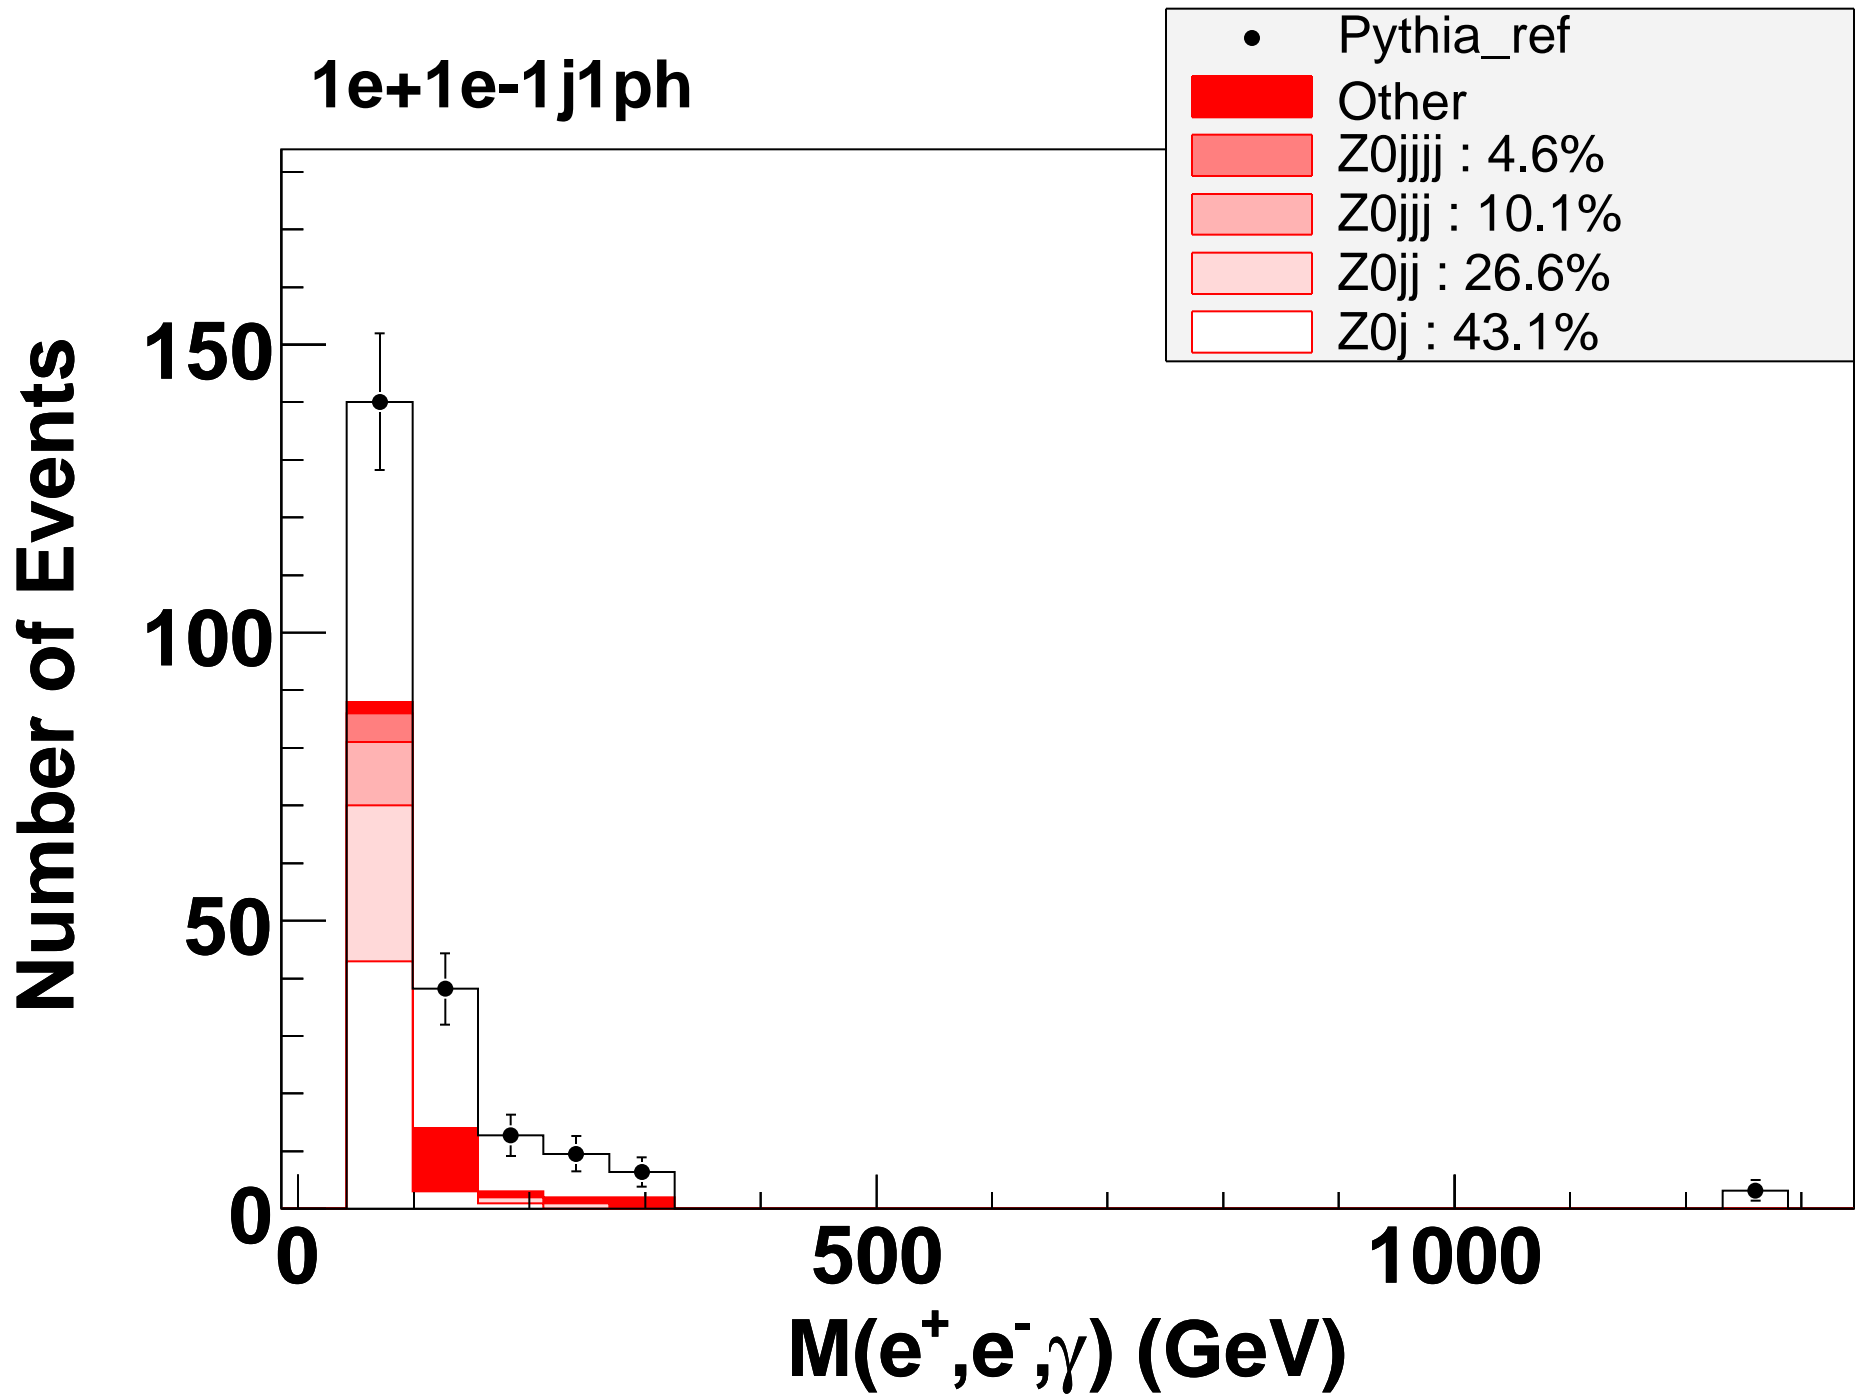 1e+1e-1j1ph
Pythia_ref
Other
Z0jjjj : 4.6%
Z0jjj : 10.1%
Z0jj : 26.6%
Z0j : 43.1%
Number of Events
150
100
50
0
0 500 1000
M(e⁺,e⁻,γ) (GeV)